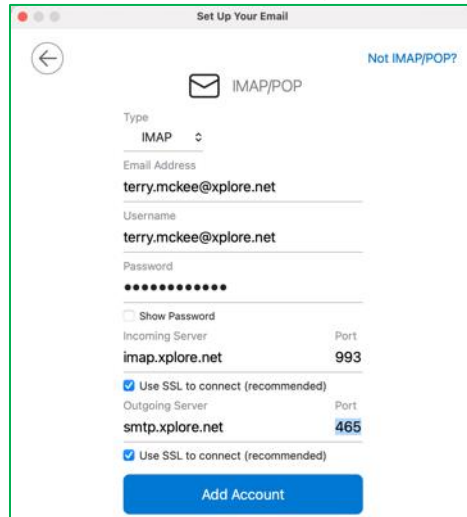 Set Up Your Email
Not IMAP/POP?
IMAP/POP
Type
IMAP
Email Address
terry.mckee@xplore.net
Username
terry.mckee@xplore.net
Password
••••••••••••
Show Password
Incoming Server Port
imap.xplore.net 993
Use SSL to connect (recommended)
Outgoing Server Port
smtp.xplore.net 465
Use SSL to connect (recommended)
Add Account